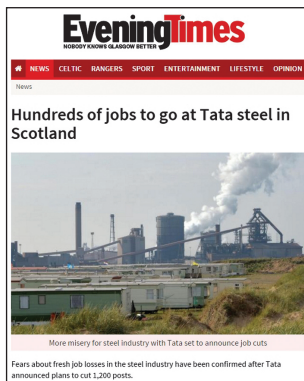 Evening Times
NOBODY KNOWS GLASGOW BETTER
NEWS CELTIC RANGERS SPORT ENTERTAINMENT LIFESTYLE OPINION
News
Hundreds of jobs to go at Tata steel in
Scotland
More misery for steel industry with Tata set to announce job cuts
Fears about fresh job losses in the steel industry have been confirmed after Tata
announced plans to cut 1,200 posts.